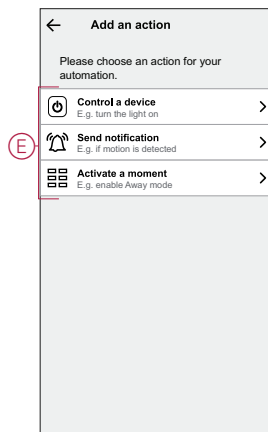 Add an action
Please choose an action for your
automation.
Control a device
E.g. turn the light on
E
Send notification
E.g. if motion is detected
Activate a moment
E.g. enable Away mode